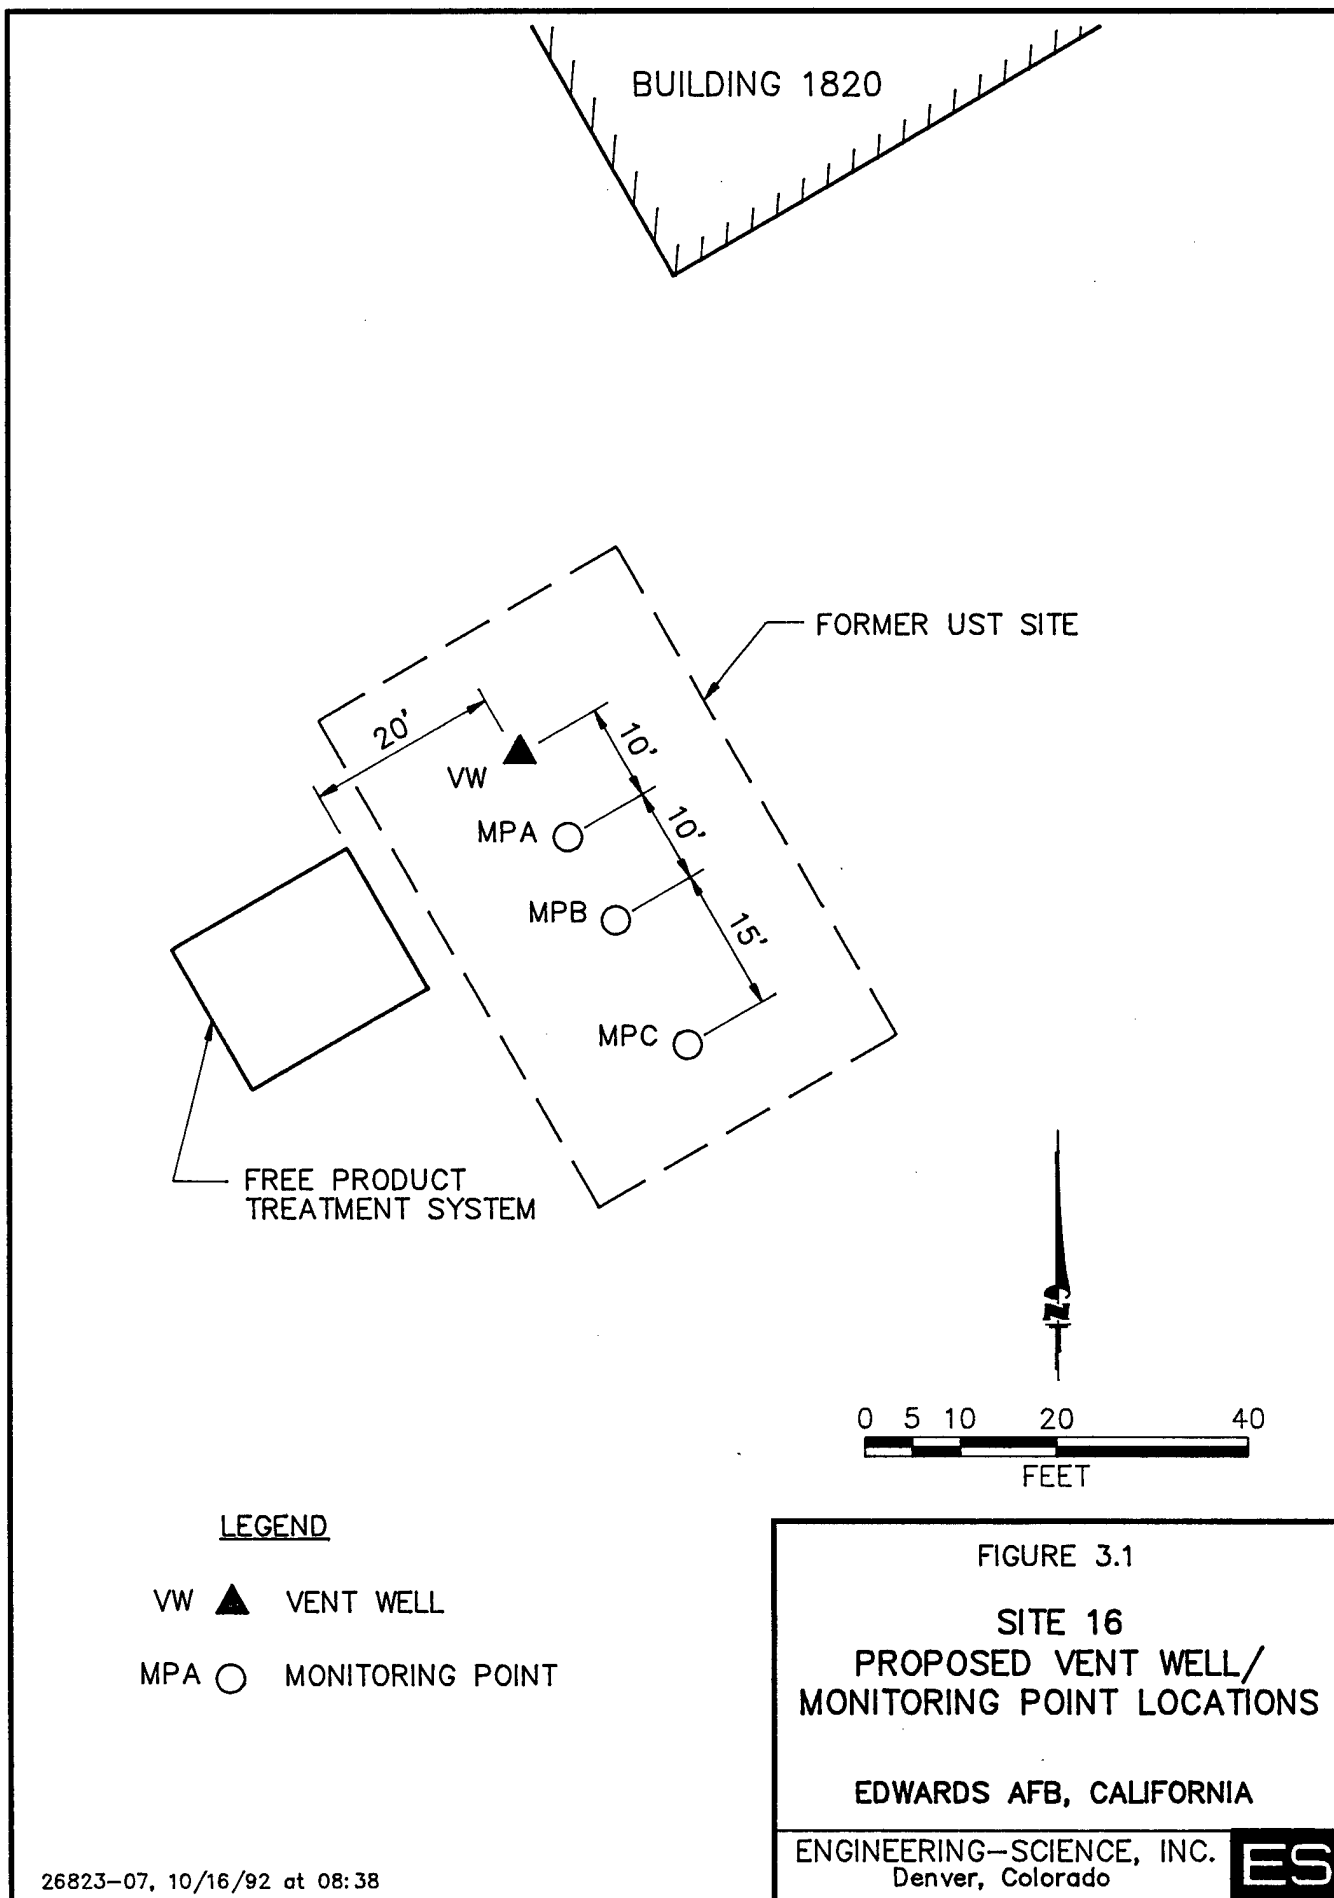 BUILDING 1820
FORMER UST SITE
20'
10'
VW
MPA
10'
MPB
15'
MPC
FREE PRODUCT
TREATMENT SYSTEM
N
0 5 10 20 40
FEET
LEGEND
VW VENT WELL
MPA MONITORING POINT
FIGURE 3.1
SITE 16
PROPOSED VENT WELL/
MONITORING POINT LOCATIONS
EDWARDS AFB, CALIFORNIA
ENGINEERING-SCIENCE, INC.
Denver, Colorado
ES
26823-07, 10/16/92 at 08:38